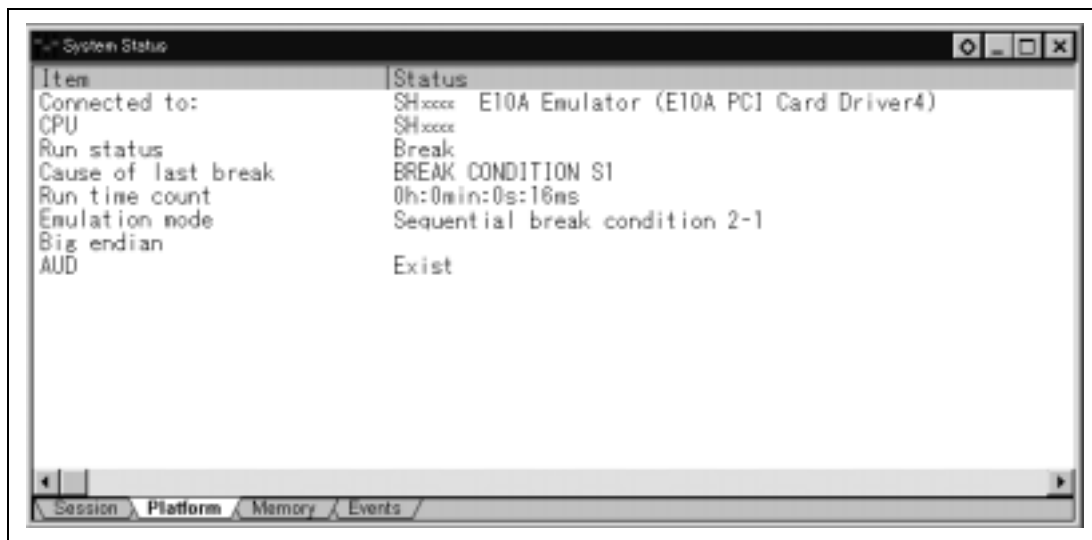 System Status
Item Status
Connected to: SHxxxx E10A Emulator (E10A PCI Card Driver4)
CPU SHxxxx
Run status Break
Cause of last break BREAK CONDITION S1
Run time count 0h:0min:0s:16ms
Emulation mode Sequential break condition 2-1
Big endian
AUD Exist
Session Platform Memory Events